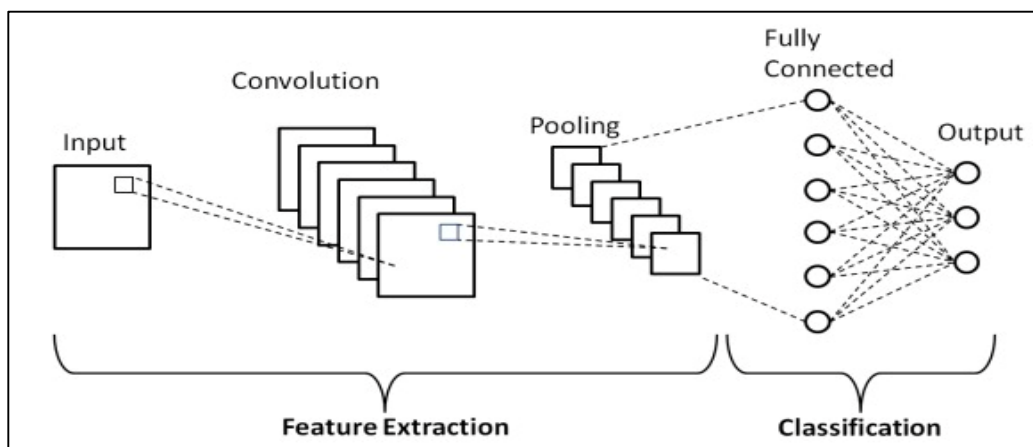 Input
Convolution
Pooling
Fully
Connected
Output
Feature Extraction
Classification